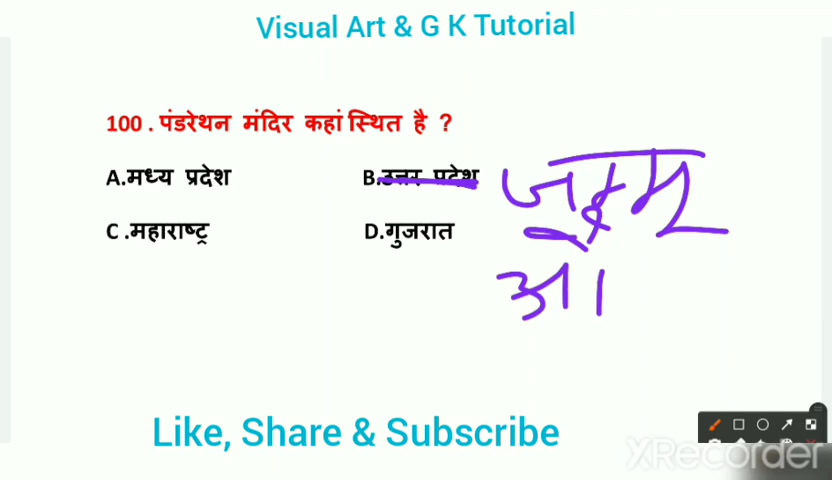 Visual Art & G K Tutorial
100 . पंडरेथन मंदिर कहां स्थित है ?
A.मध्य प्रदेश
B.उत्तर प्रदेश
C .महाराष्ट्र
D.गुजरात
Like, Share & Subscribe
XRecorder